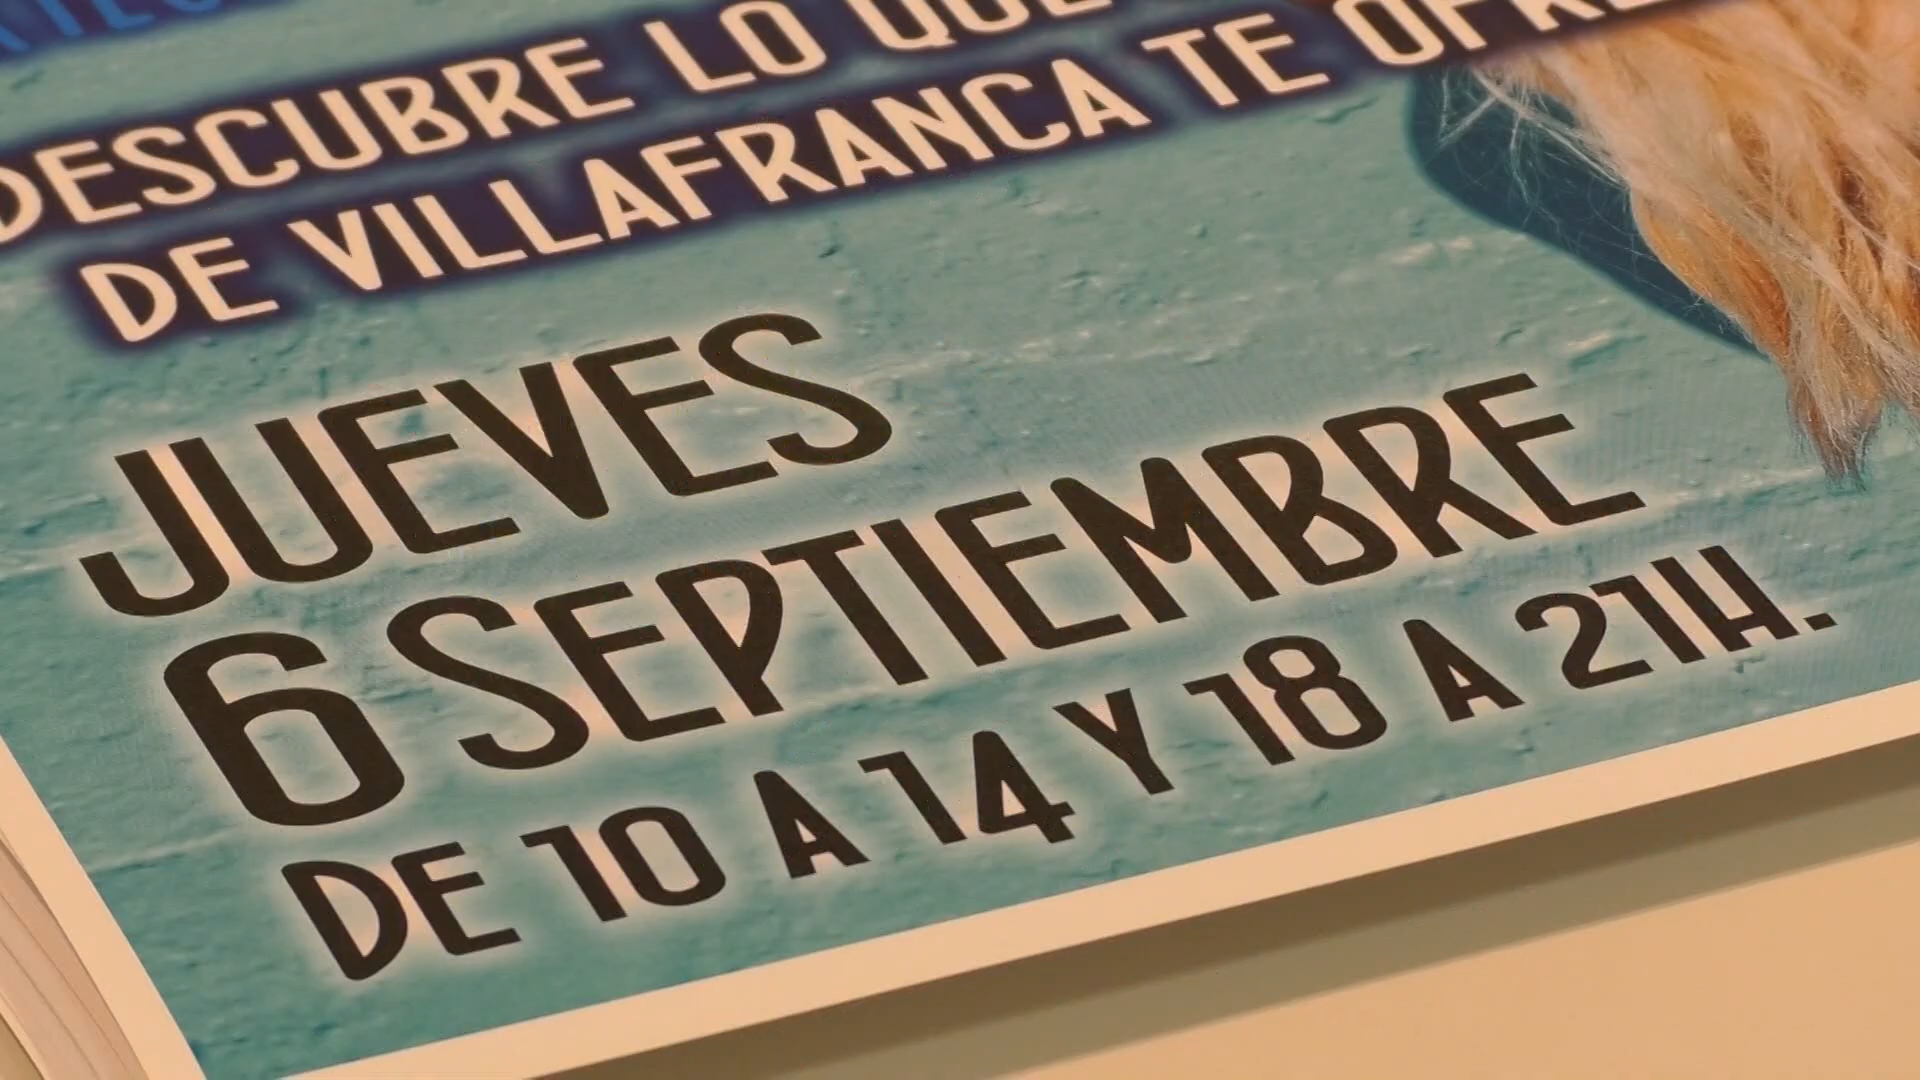 DESCUBRE LO QUE
DE VILLAFRANCA TE
JUEVES
6 SEPTIEMBRE
DE 10 A 14 Y 18 A 21H.